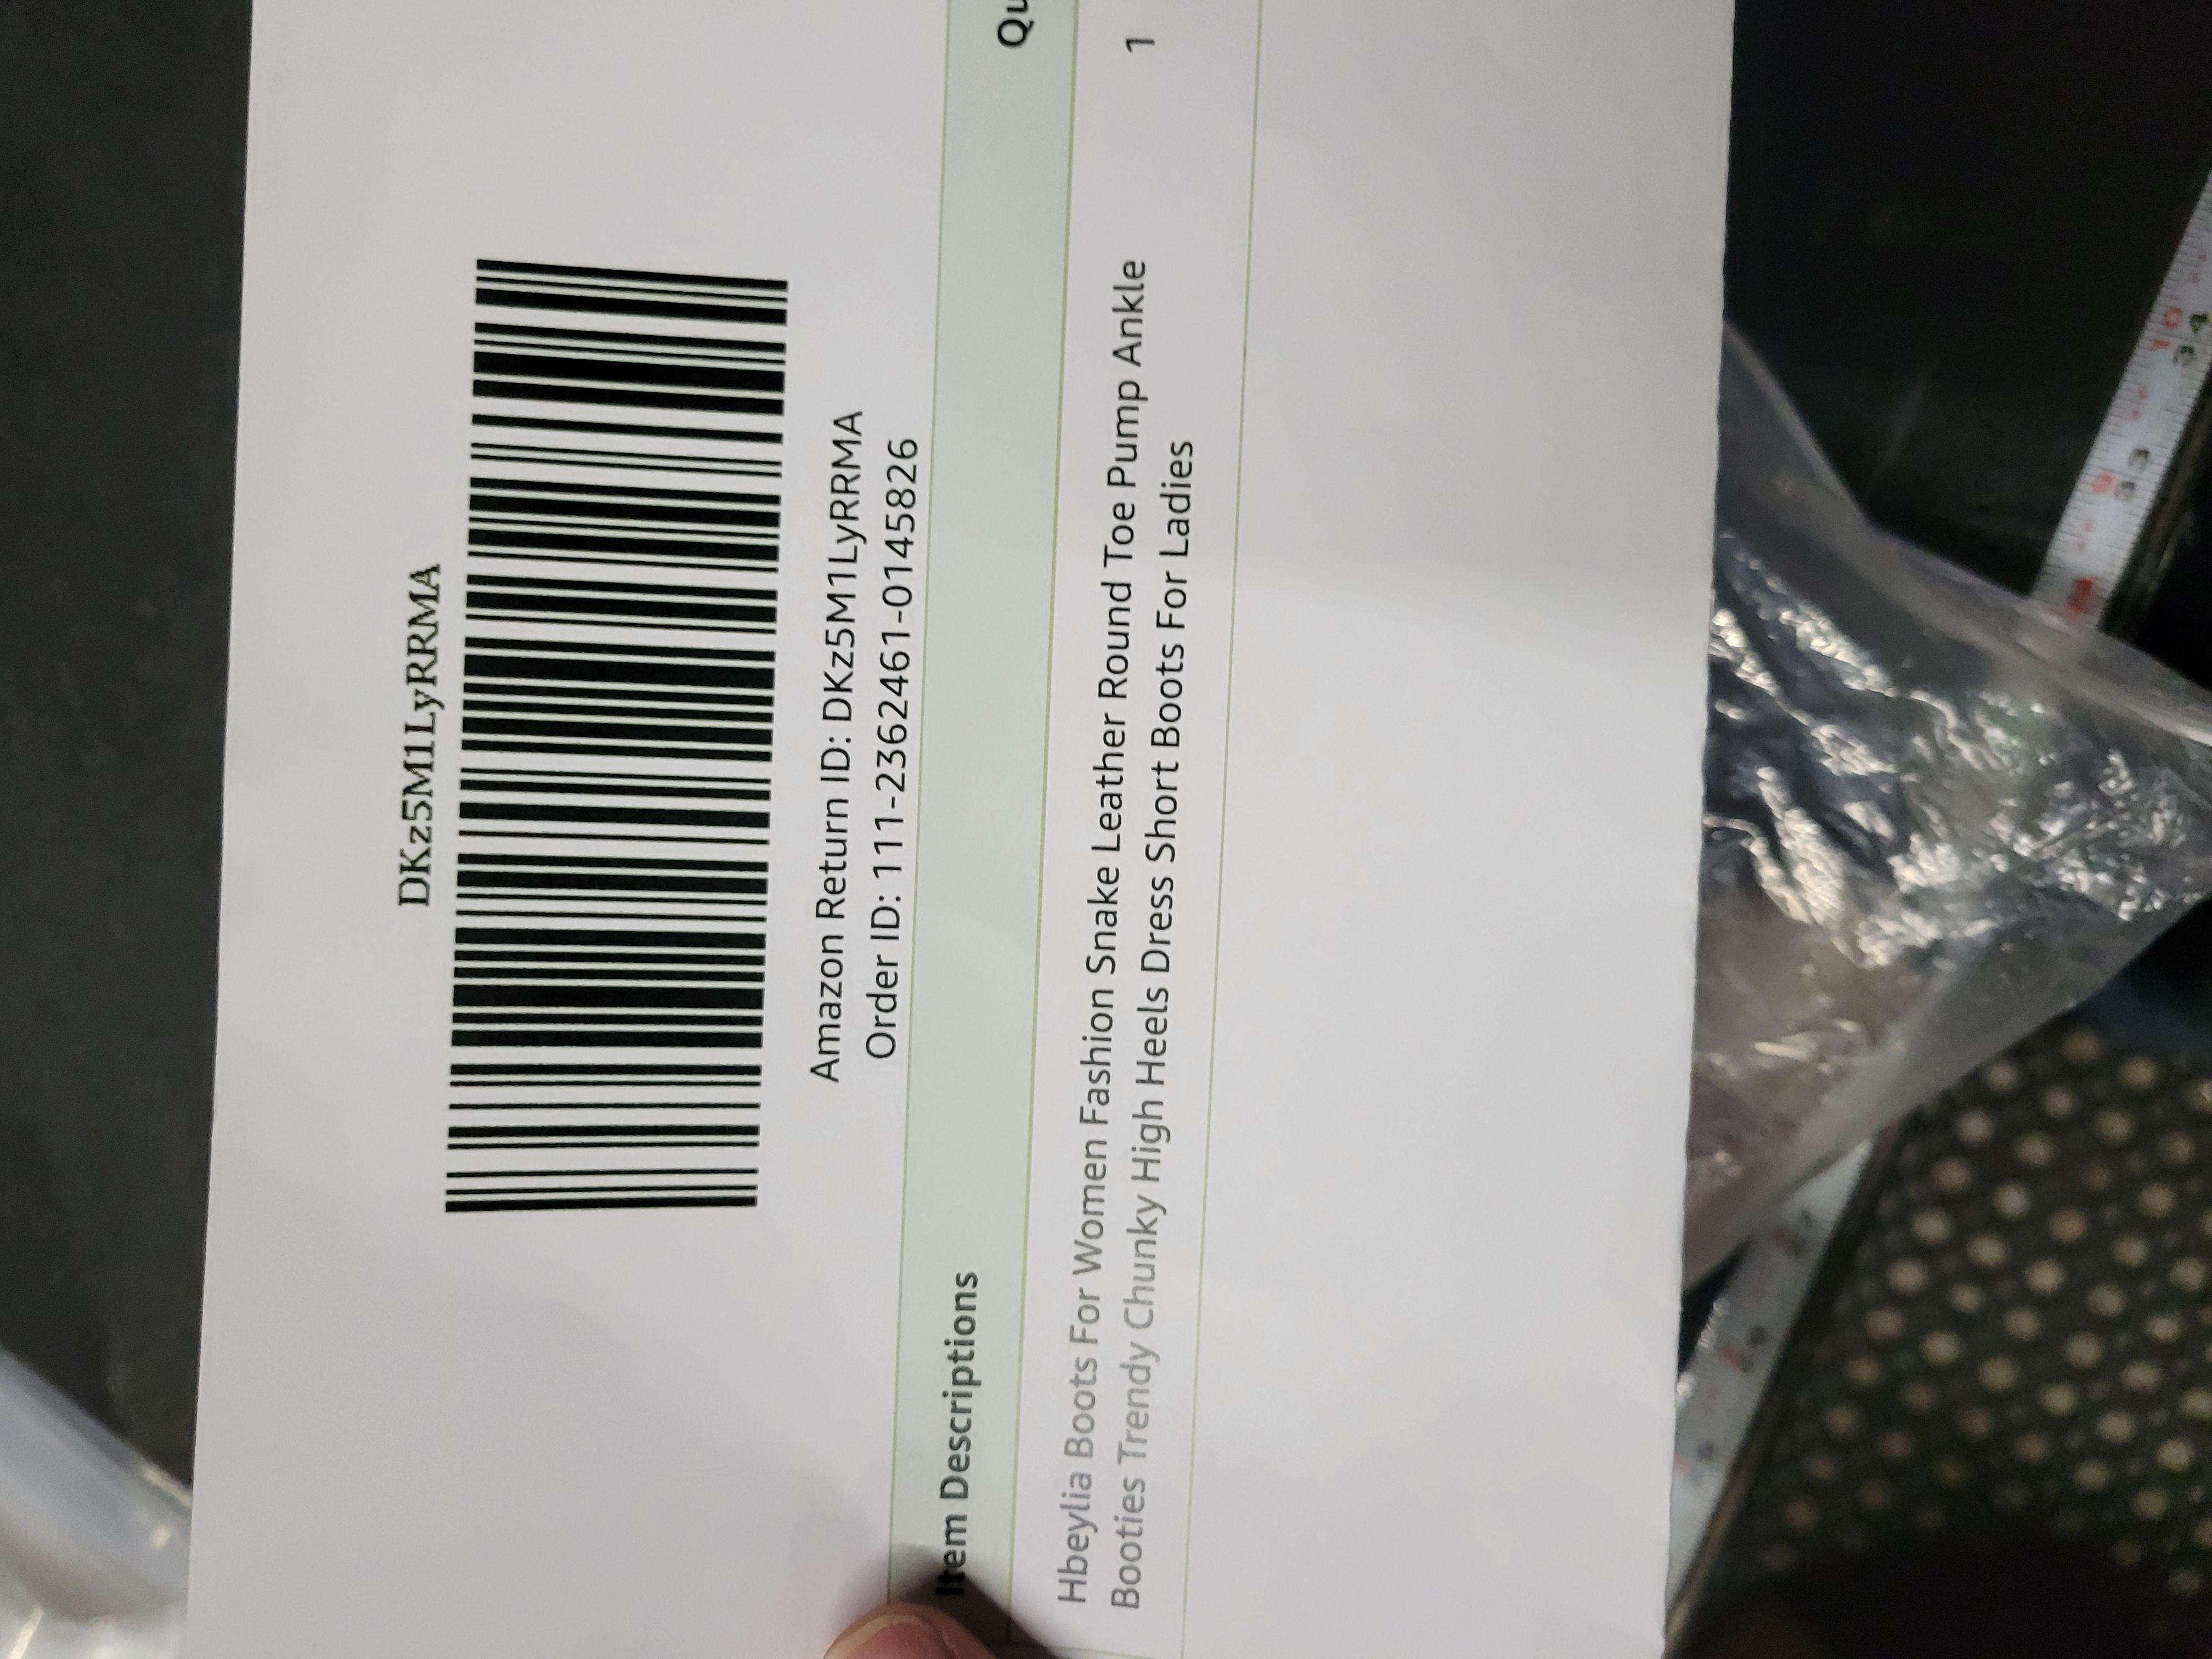 DKz5M1LyRRMA
Amazon Return ID: DKz5M1LyRRMA
Order ID: 111-2362461-0145826
Item Descriptions
Hbeylia Boots For Women Fashion Snake Leather Round Toe Pump Ankle 1
Booties Trendy Chunky High Heels Dress Short Boots For Ladies